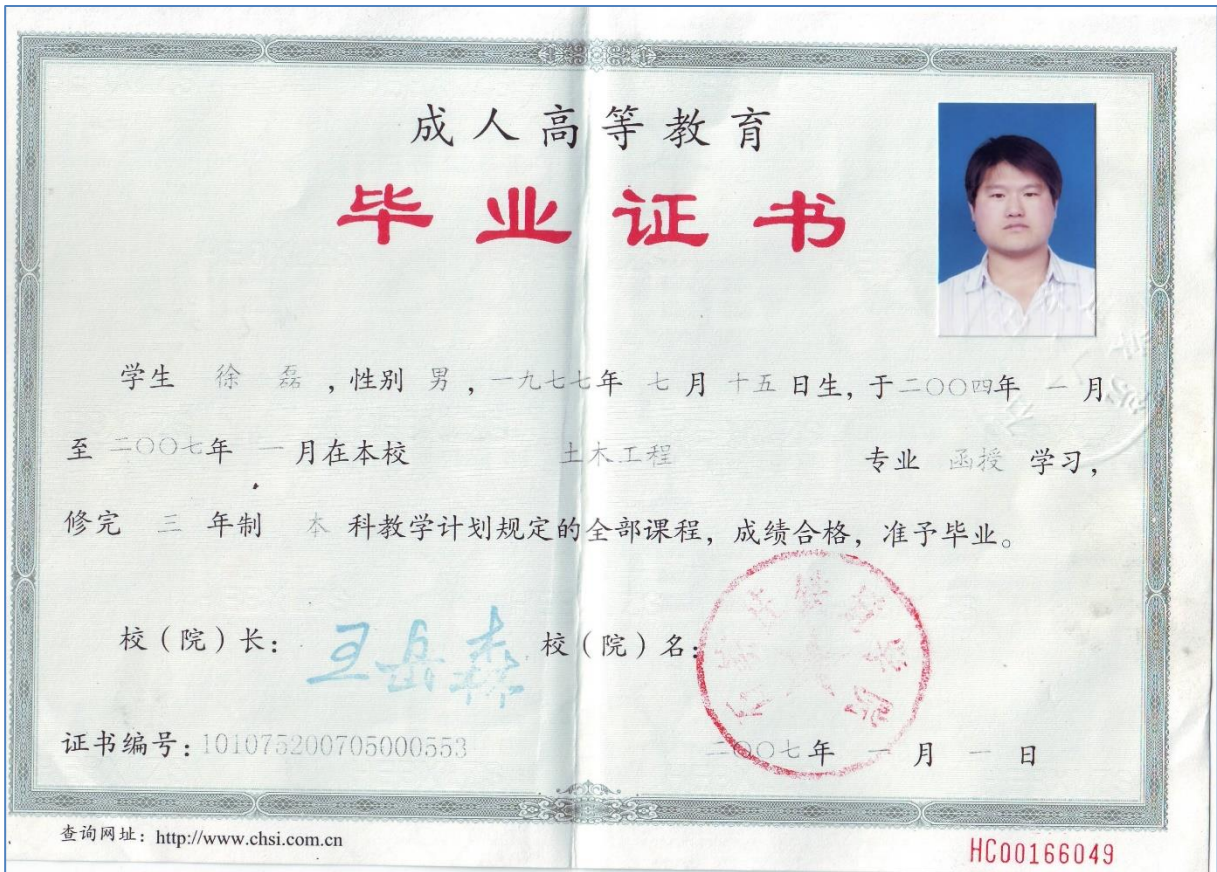 成人高等教育
毕业证书
学生 徐 磊 ，性别 男 ，一九七七年 七 月 十五 日生，于二〇〇四年 一 月
至 二〇〇七年 一 月在本校 土木工程 专业 函授 学习，
修完 三 年制 本 科教学计划规定的全部课程，成绩合格，准予毕业。
校（院）长： 王岳森 校（院）名：
证书编号：101075200705000553 二〇〇七年 一 月 一 日
查询网址：http://www.chsi.com.cn
HC00166049